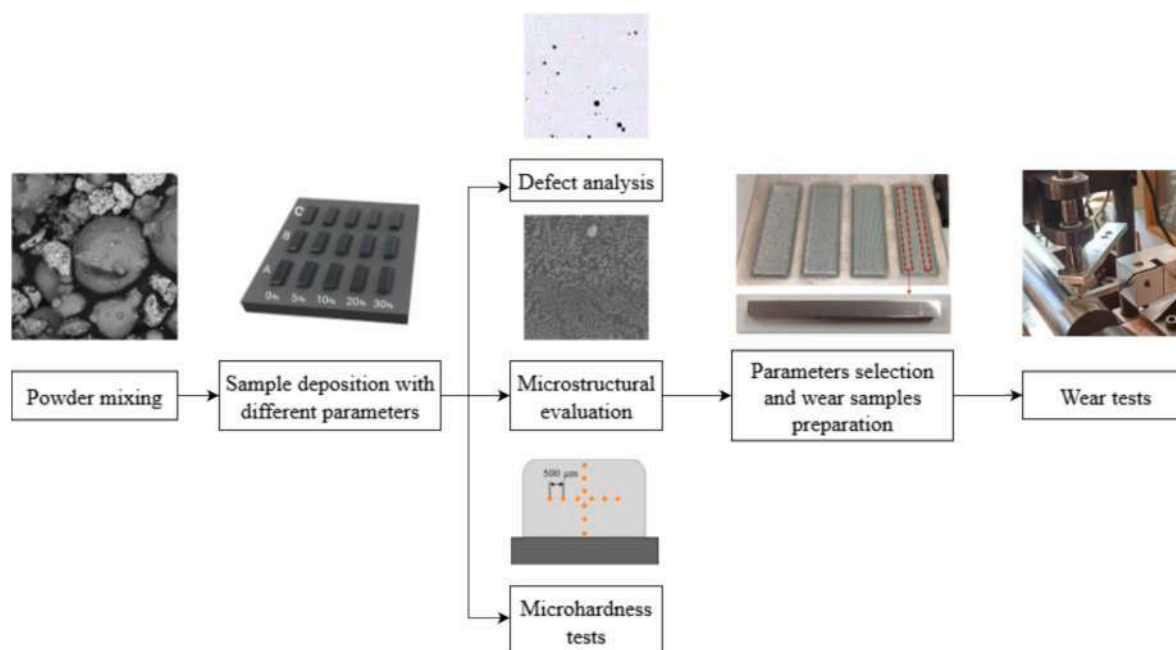 Defect analysis
C
B
A
0% 5% 10% 20% 30%
Powder mixing
Sample deposition with
different parameters
Microstructural
evaluation
Parameters selection
and wear samples
preparation
Wear tests
500 μm
Microhardness
tests